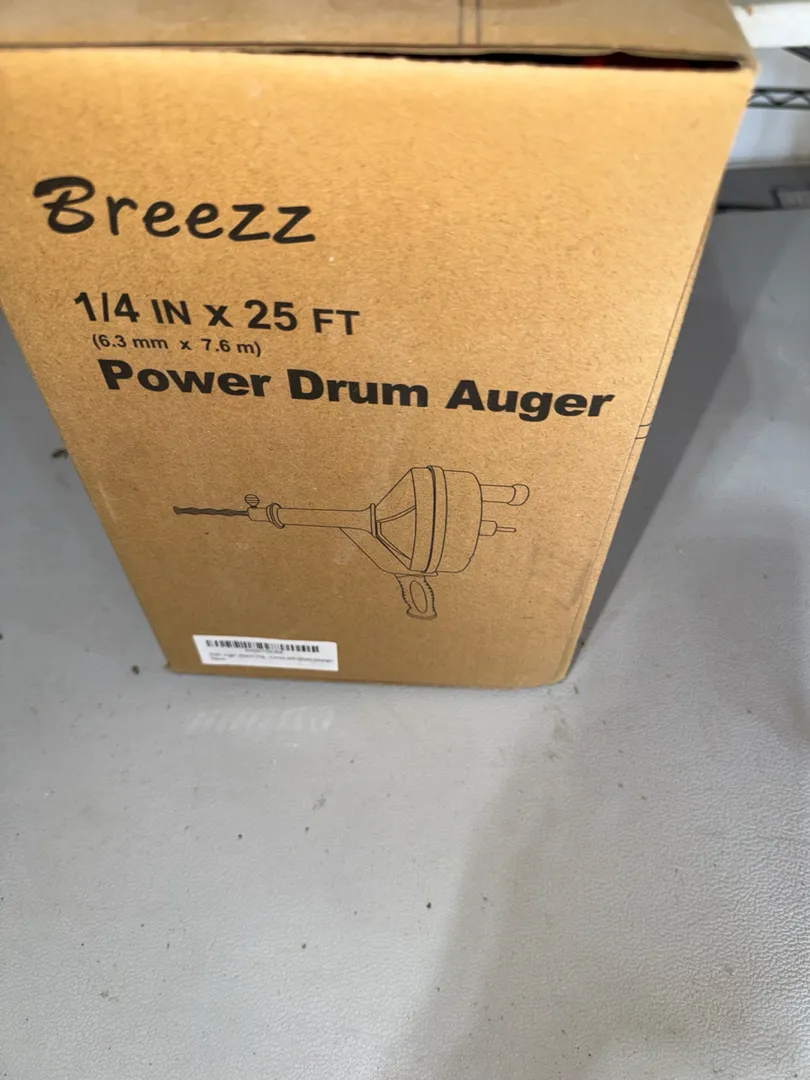 Breezz
1/4 IN x 25 FT
(6.3 mm x 7.6 m)
Power Drum Auger